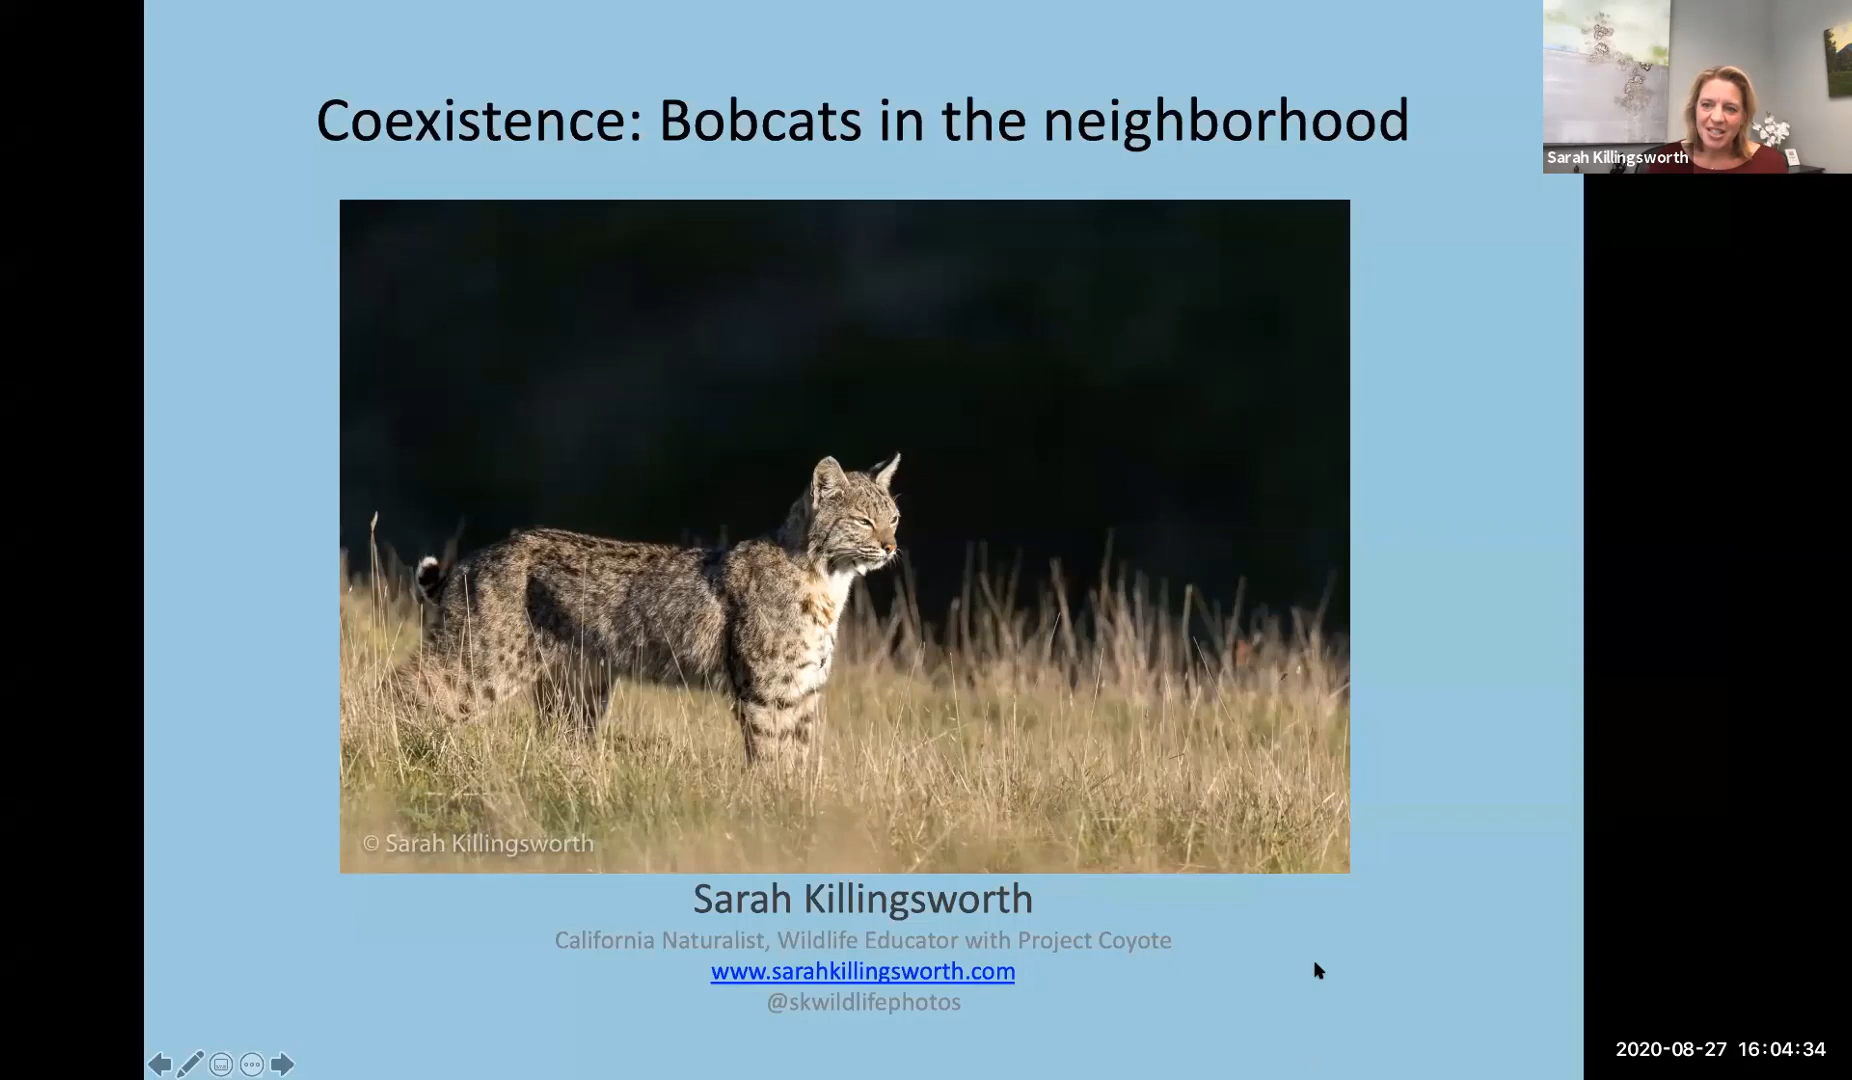 Coexistence: Bobcats in the neighborhood
Sarah Killingsworth
© Sarah Killingsworth
Sarah Killingsworth
California Naturalist, Wildlife Educator with Project Coyote
www.sarahkillingsworth.com
@skwildlifephotos
2020-08-27 16:04:34